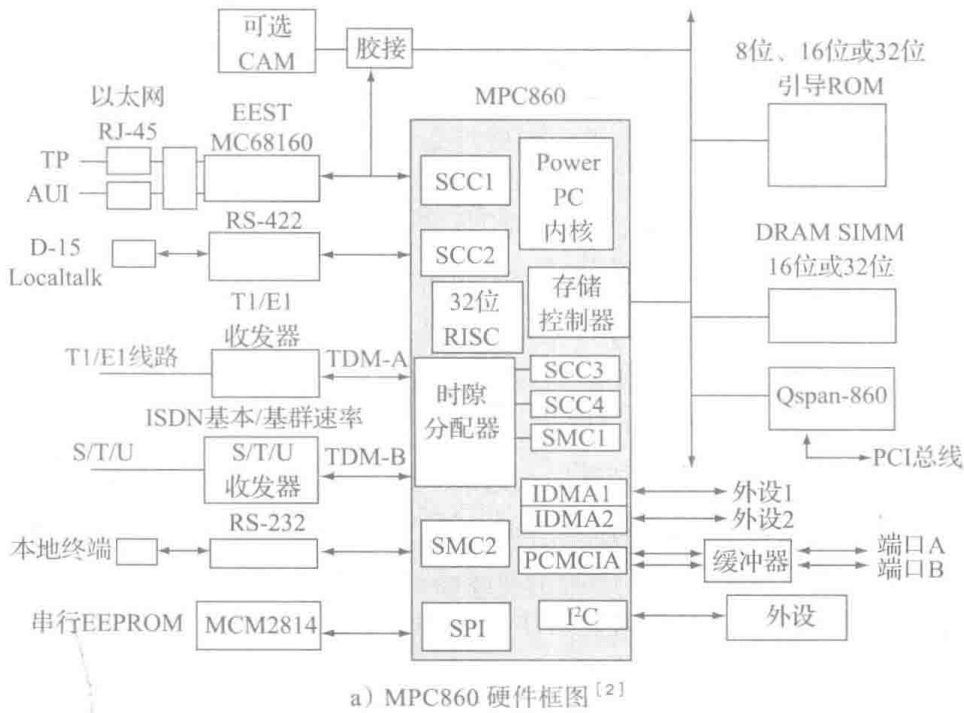 可选
CAM
胶接
8位、16位或32位
引导ROM
以太网
RJ-45
EEST
MC68160
MPC860
TP
AUI
SCC1
Power
PC
内核
RS-422
D-15
Localtalk
SCC2
DRAM SIMM
16位或32位
32位
RISC
存储
控制器
T1/E1
收发器
T1/E1线路
TDM-A
时隙
分配器
SCC3
SCC4
SMC1
Qspan-860
PCI总线
ISDN基本/基群速率
S/T/U
S/T/U
收发器
TDM-B
IDMA1
外设1
IDMA2
外设2
RS-232
本地终端
SMC2
PCMCIA
缓冲器
端口A
端口B
串行EEPROM
MCM2814
SPI
I²C
外设
a）MPC860 硬件框图[2]